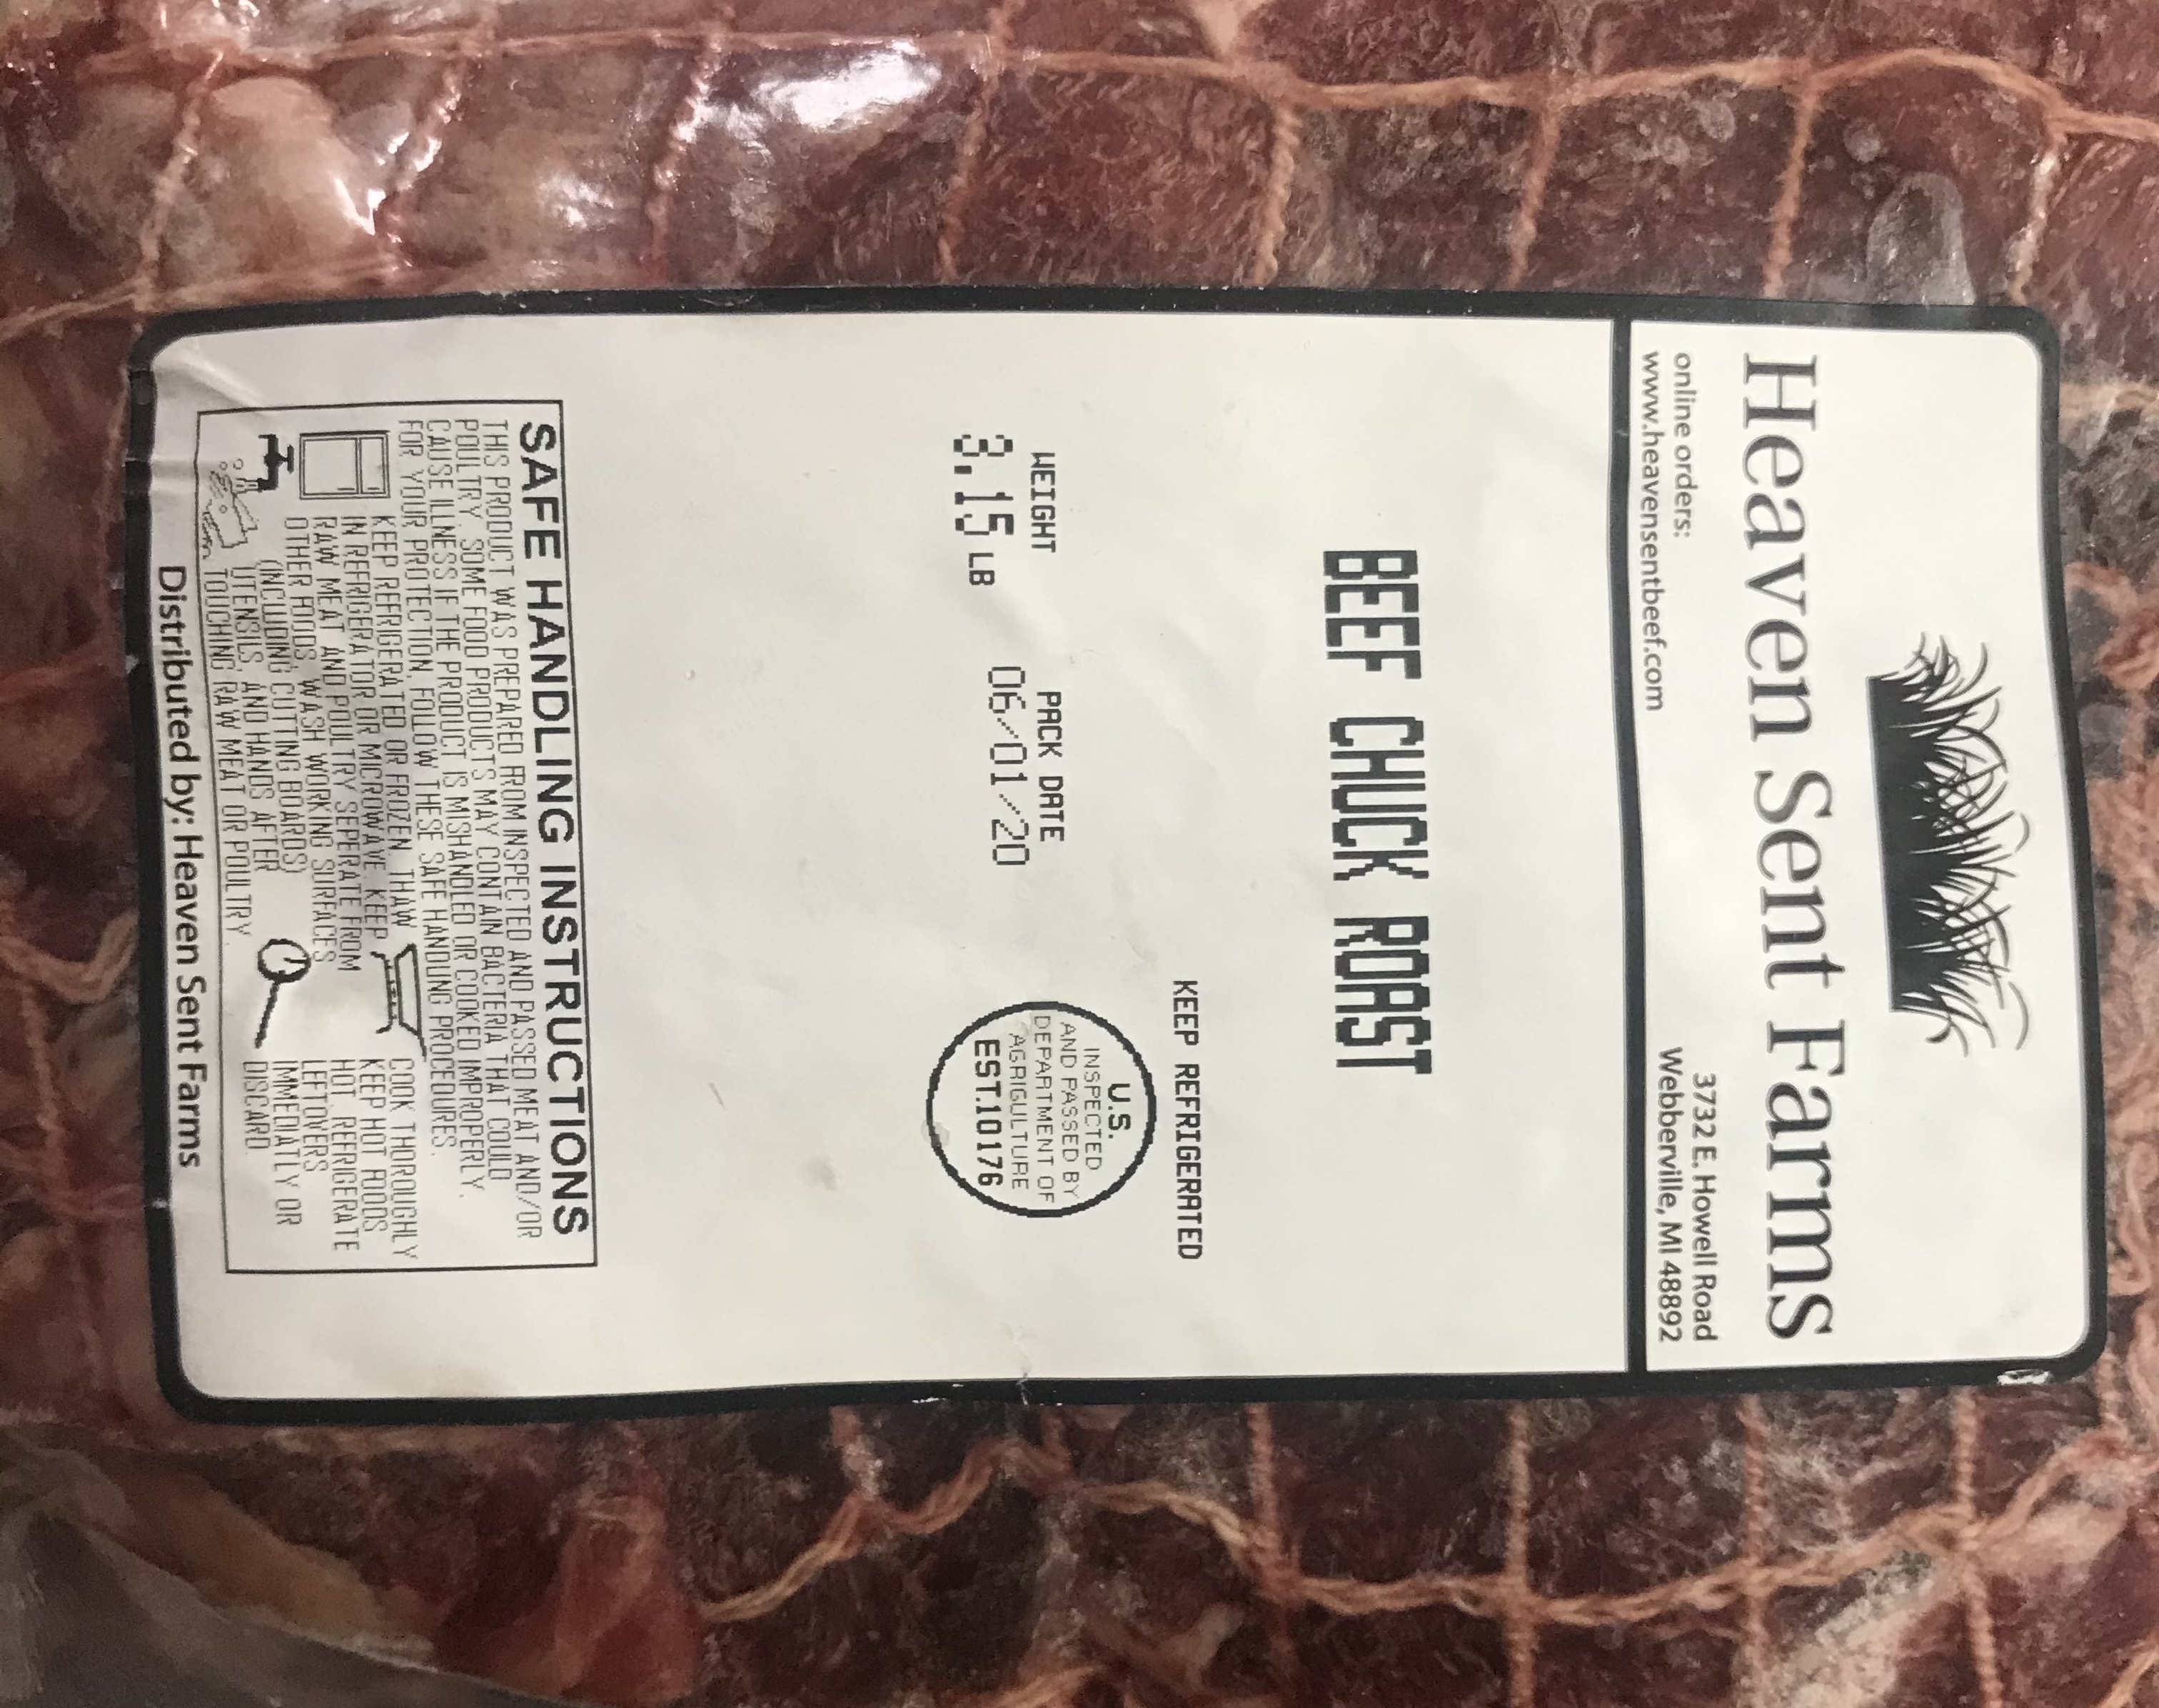 Heaven Sent Farms
online orders:
www.heavensentbeef.com
3732 E. Howell Road
Webberville, MI 48892
BEEF CHUCK ROAST
KEEP REFRIGERATED
WEIGHT
3.15 LB
PACK DATE
06/01/20
U.S.
INSPECTED
AND PASSED BY
DEPARTMENT OF
AGRICULTURE
EST.10176
SAFE HANDLING INSTRUCTIONS
THIS PRODUCT WAS PREPARED FROM INSPECTED AND PASSED MEAT AND/OR
POULTRY. SOME FOOD PRODUCTS MAY CONTAIN BACTERIA THAT COULD
CAUSE ILLNESS IF THE PRODUCT IS MISHANDLED OR COOKED IMPROPERLY.
FOR YOUR PROTECTION, FOLLOW THESE SAFE HANDLING PROCEDURES.
KEEP REFRIGERATED OR FROZEN. THAW
IN REFRIGERATOR OR MICROWAVE. KEEP
RAW MEAT AND POULTRY SEPERATE FROM
OTHER FOODS. WASH WORKING SURFACES
(INCLUDING CUTTING BOARDS)
UTENSILS, AND HANDS AFTER
TOUCHING RAW MEAT OR POULTRY.
COOK THOROUGHLY
KEEP HOT FOODS
HOT. REFRIGERATE
LEFTOVERS
IMMEDIATLY OR
DISCARD.
Distributed by: Heaven Sent Farms